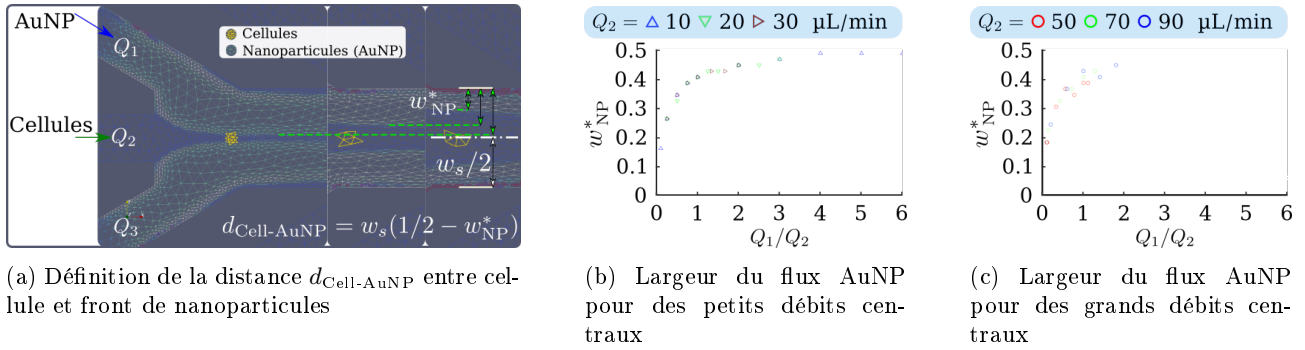 AuNP
Q₁
Cellules
Nanoparticules (AuNP)
w*NP
Cellules
Q₂
wₛ/2
Q₃
d_Cell-AuNP = wₛ(1/2 − w*NP)
(a) Définition de la distance d_Cell-AuNP entre cel-
lule et front de nanoparticules
Q₂ = △ 10 ▽ 20 ▷ 30 µL/min
w*NP
0.5
0.4
0.3
0.2
0.1
0
0 1 2 3 4 5 6
Q₁/Q₂
(b) Largeur du flux AuNP
pour des petits débits cen-
traux
Q₂ = ○ 50 ○ 70 ○ 90 µL/min
w*NP
0.5
0.4
0.3
0.2
0.1
0
0 1 2 3 4 5 6
Q₁/Q₂
(c) Largeur du flux AuNP
pour des grands débits cen-
traux